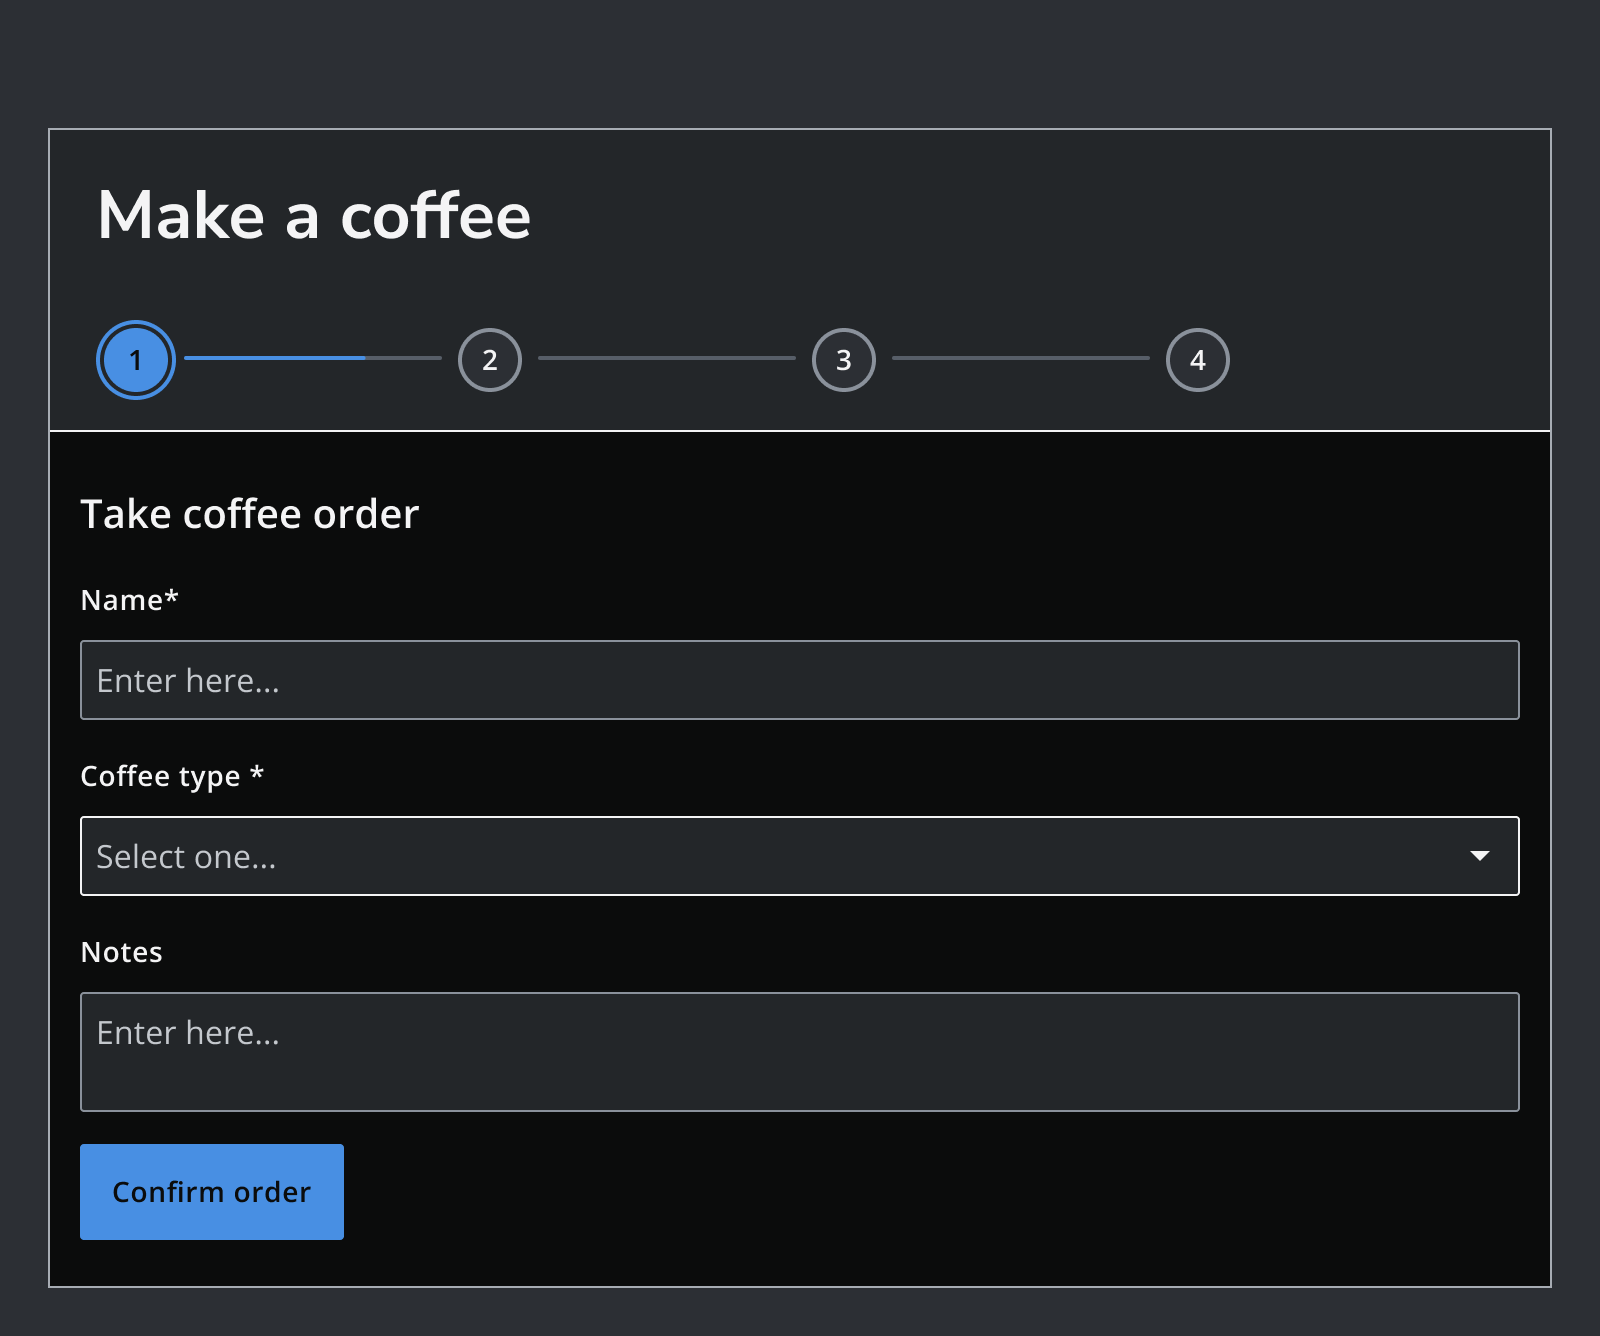 Make a coffee
1 2 3 4
Take coffee order
Name*
Enter here...
Coffee type *
Select one...
Notes
Enter here...
Confirm order